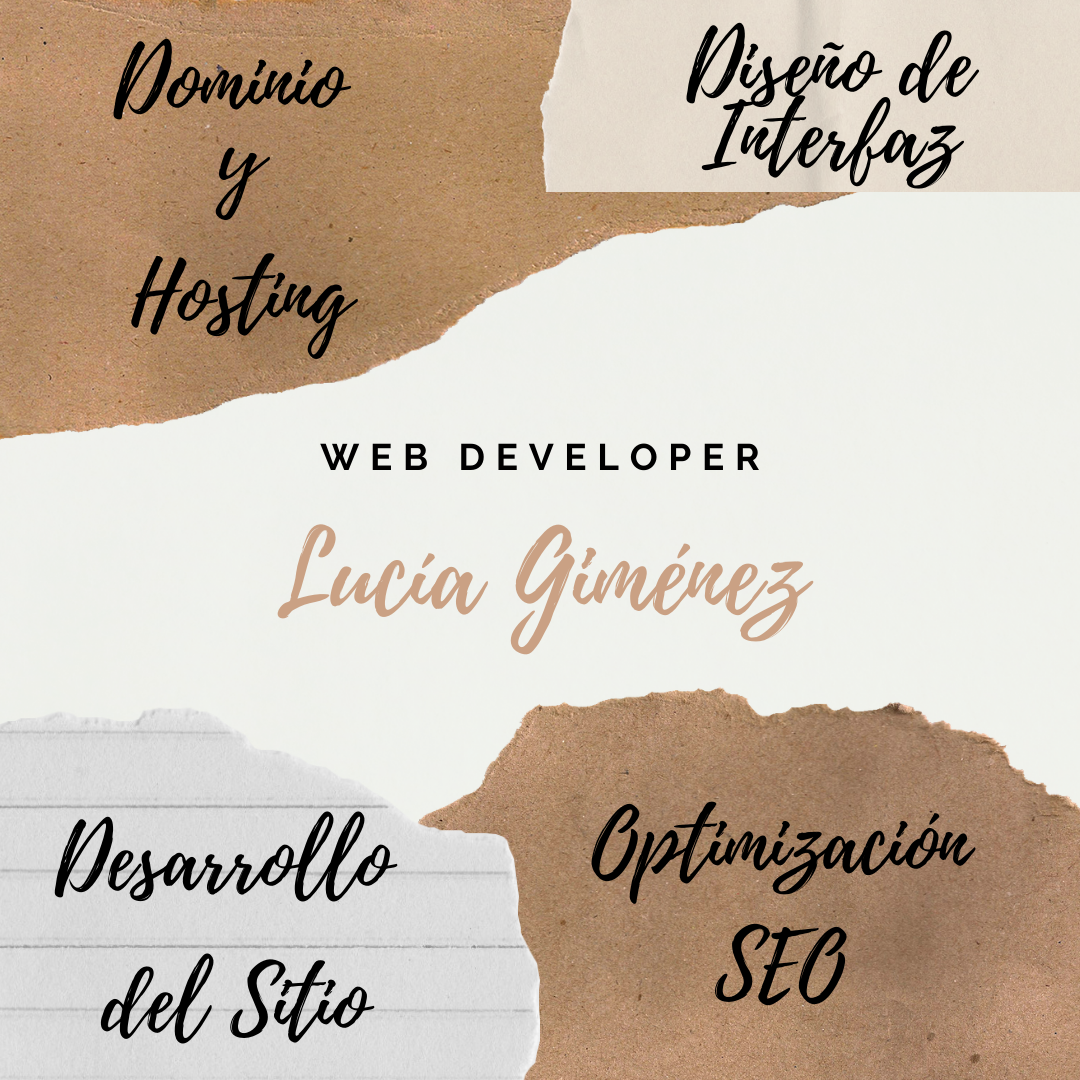 Dominio
y
Hosting
Diseño de
Interfaz
WEB DEVELOPER
Lucía Giménez
Desarrollo
del Sitio
Optimización
SEO